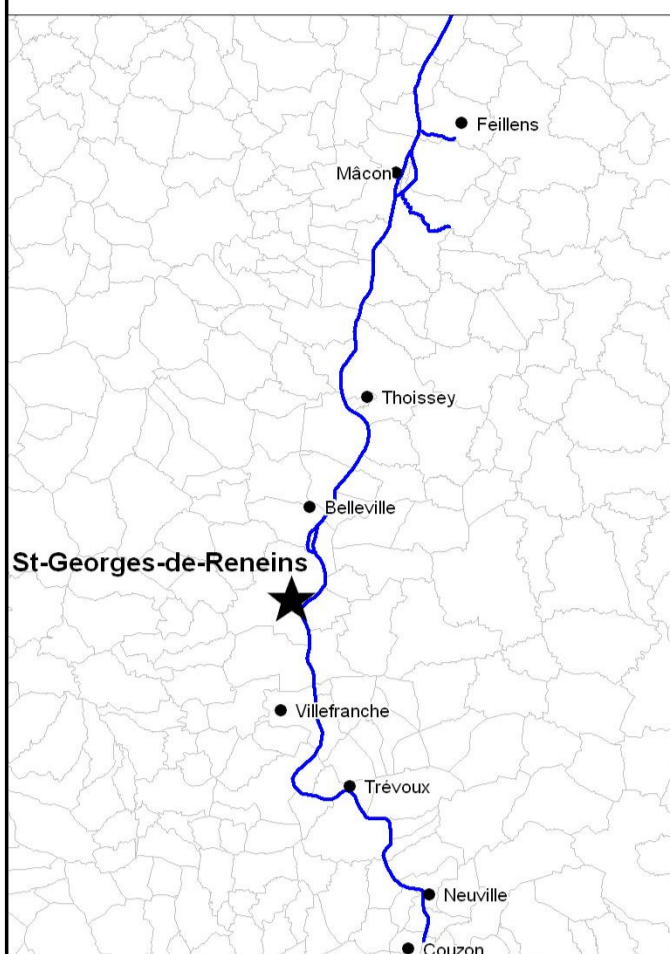 Feillens
Mâcon
Thoissey
Belleville
St-Georges-de-Reneins
Villefranche
Trévoux
Neuville
Couzon